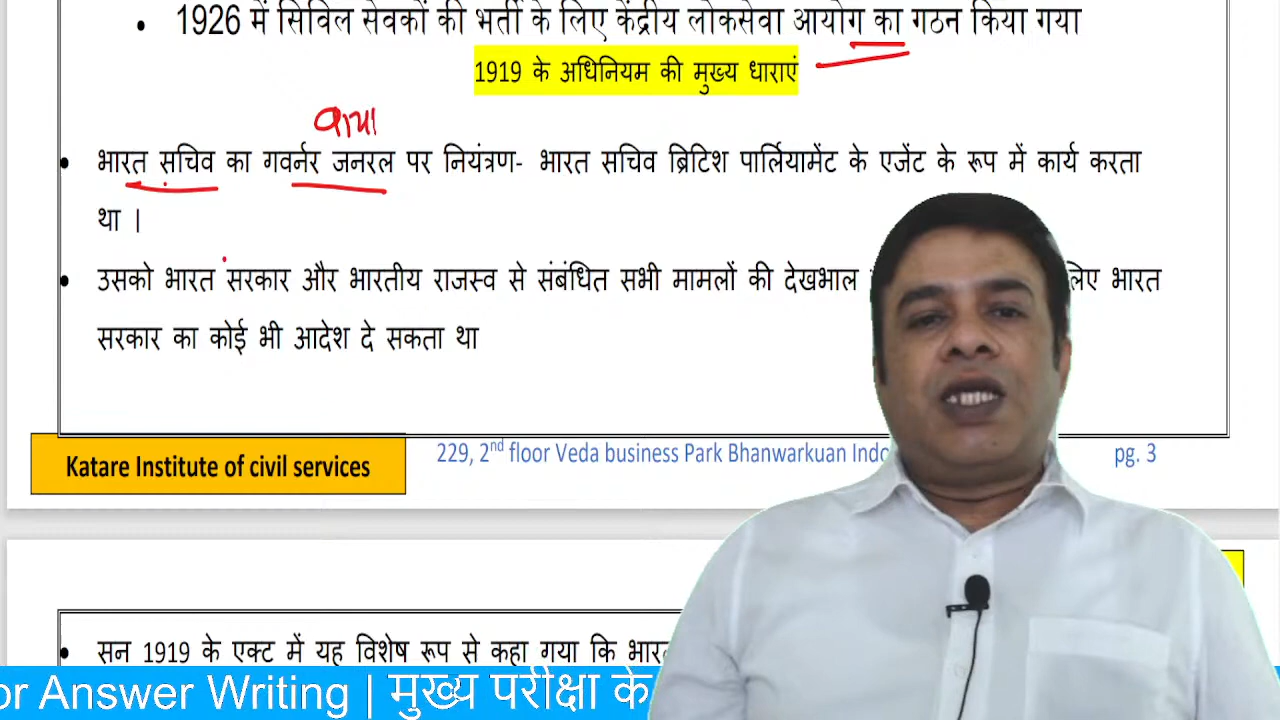 • 1926 में सिविल सेवकों की भर्ती के लिए केंद्रीय लोकसेवा आयोग का गठन किया गया
1919 के अधिनियम की मुख्य धाराएं
• भारत सचिव का गवर्नर जनरल पर नियंत्रण- भारत सचिव ब्रिटिश पार्लियामेंट के एजेंट के रूप में कार्य करता
था |
• उसको भारत सरकार और भारतीय राजस्व से संबंधित सभी मामलों की देखभाल लिए भारत
सरकार का कोई भी आदेश दे सकता था
Katare Institute of civil services
229, 2nd floor Veda business Park Bhanwarkuan Indo
pg. 3
• सन 1919 के एक्ट में यह विशेष रूप से कहा गया कि
or Answer Writing | मुख्य परीक्षा के